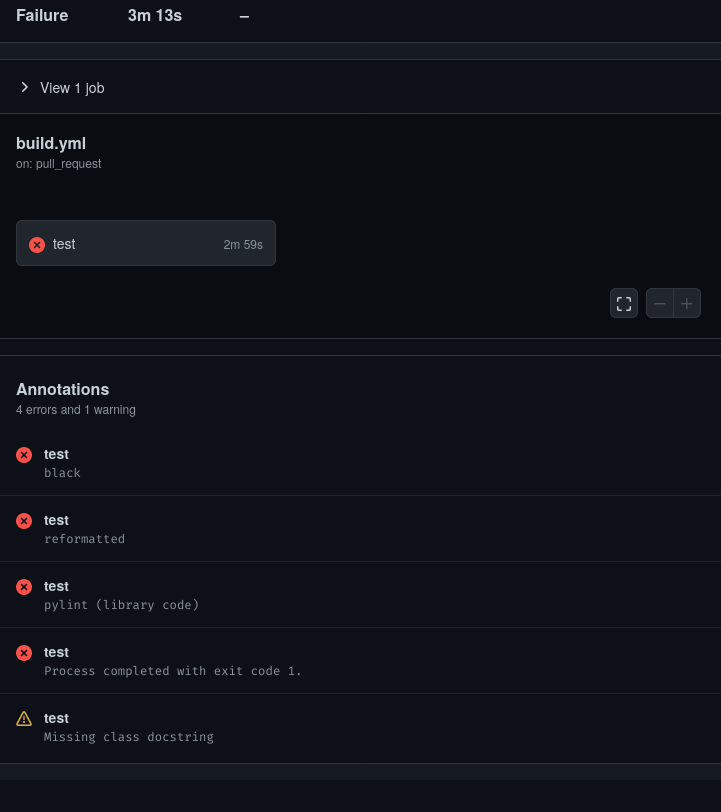 Failure 3m 13s –
View 1 job
build.yml
on: pull_request
test 2m 59s
Annotations
4 errors and 1 warning
test
black
test
reformatted
test
pylint (library code)
test
Process completed with exit code 1.
test
Missing class docstring